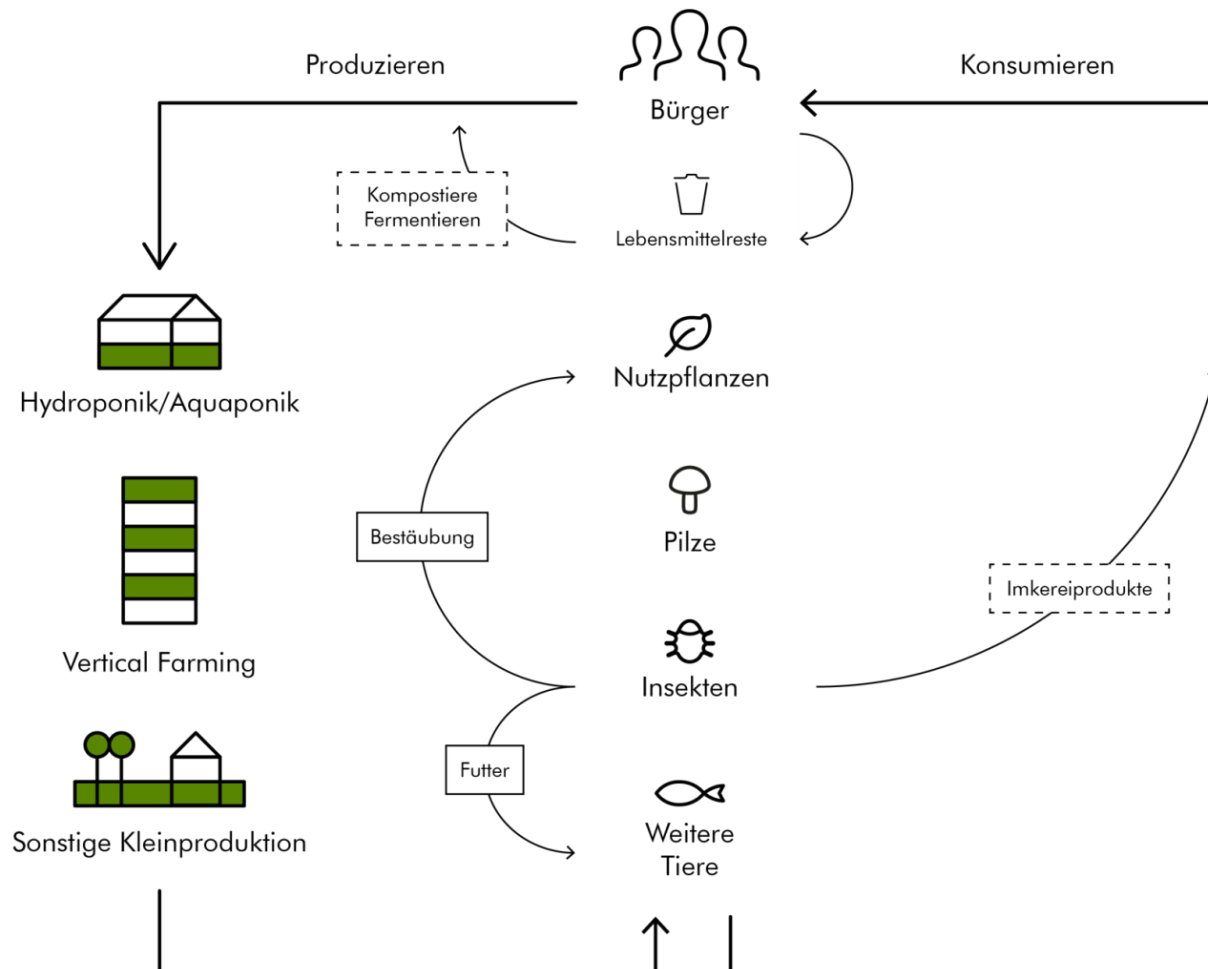 Produzieren
Konsumieren
Bürger
Kompostiere
Fermentieren
Lebensmittelreste
Hydroponik/Aquaponik
Nutzpflanzen
Bestäubung
Pilze
Imkereiprodukte
Vertical Farming
Insekten
Futter
Sonstige Kleinproduktion
Weitere
Tiere